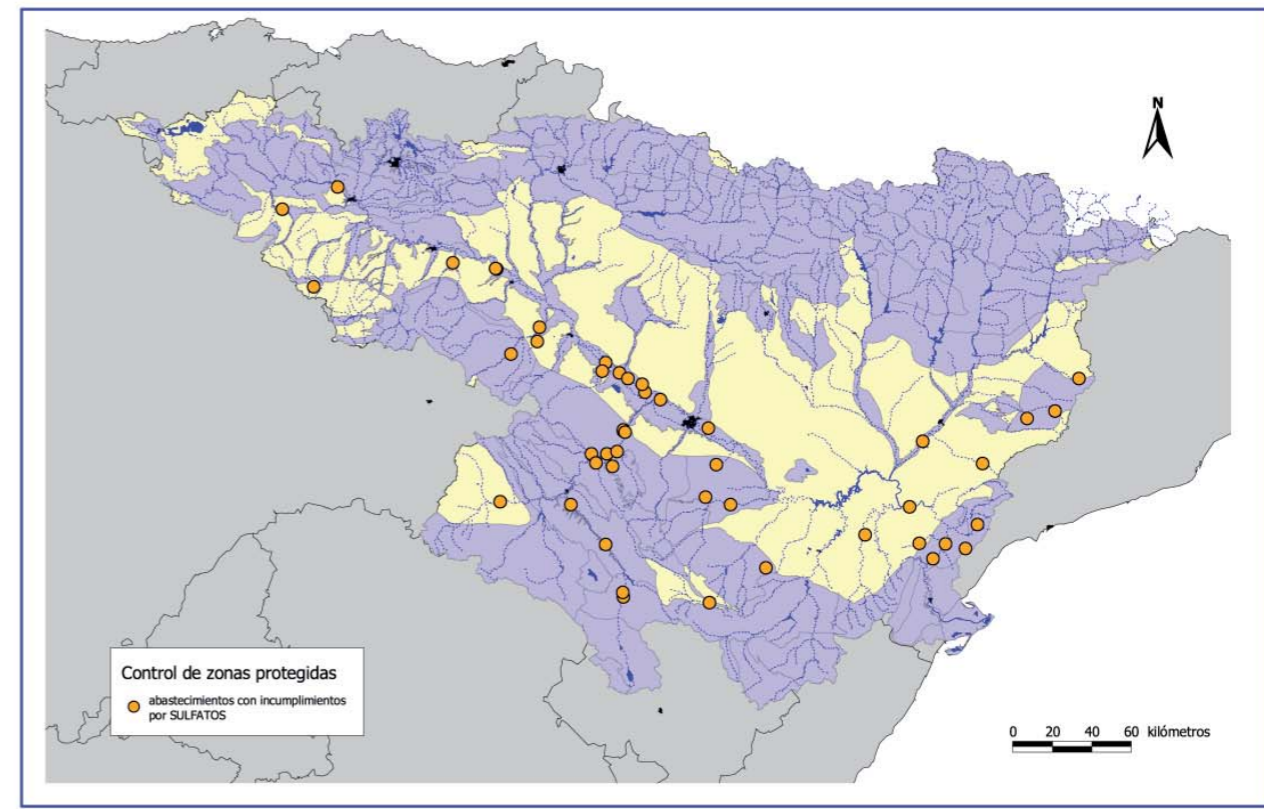 N
Control de zonas protegidas
abastecimientos con incumplimientos
por SULFATOS
0 20 40 60 kilómetros